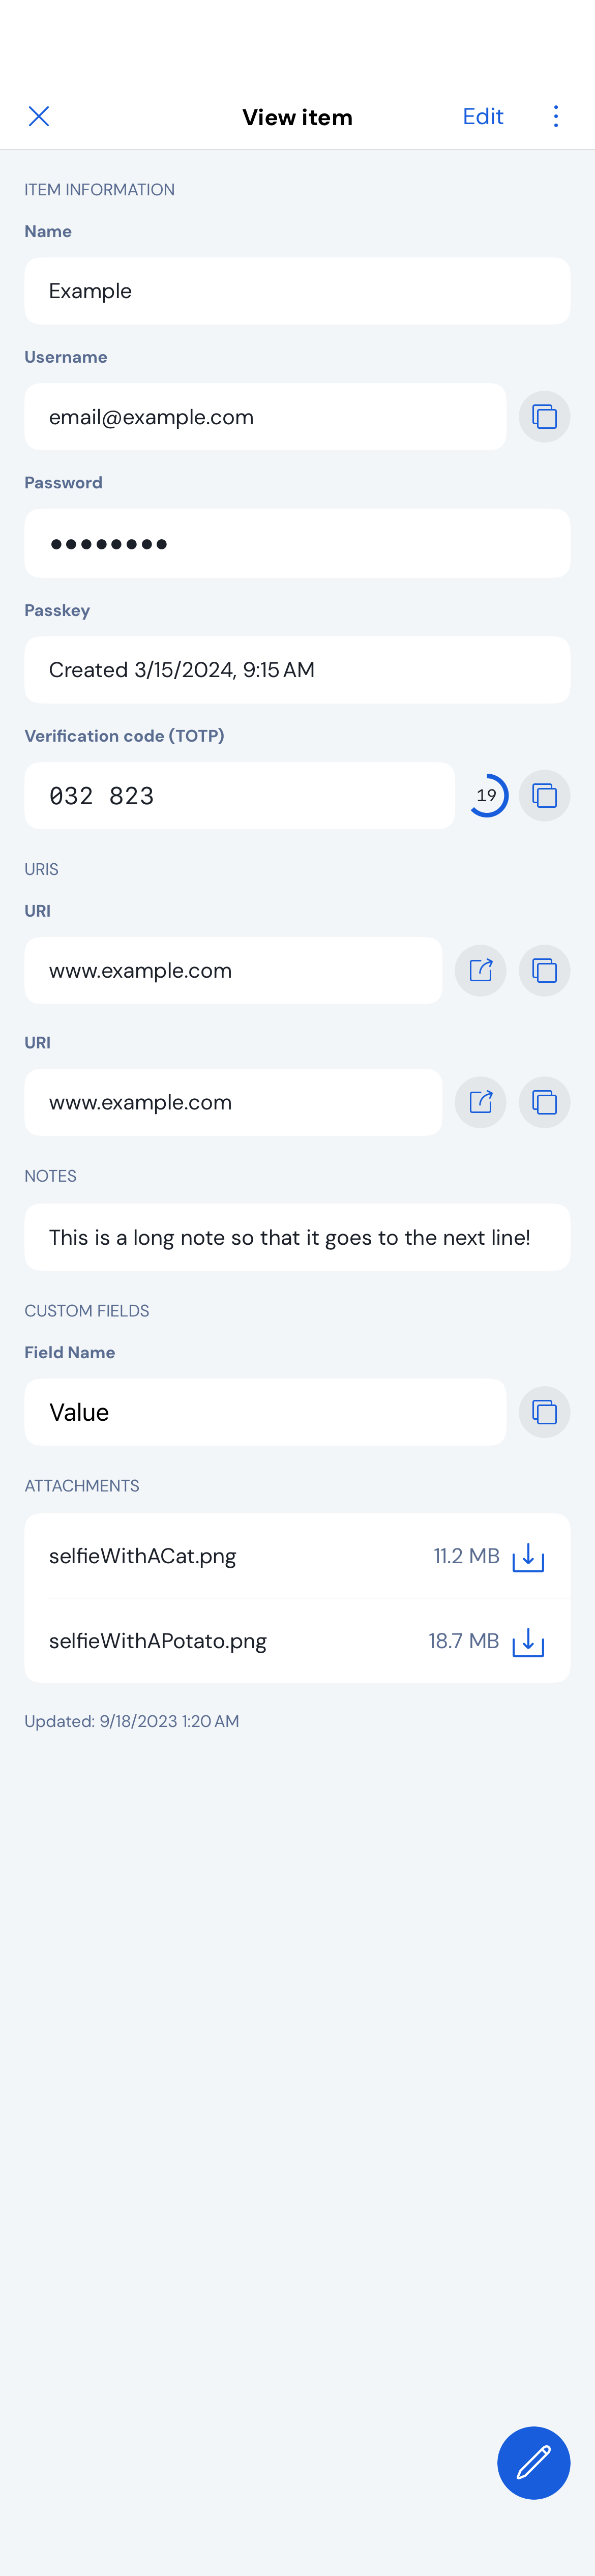 View item Edit
ITEM INFORMATION
Name
Example
Username
email@example.com
Password
Passkey
Created 3/15/2024, 9:15 AM
Verification code (TOTP)
032 823 19
URIS
URI
www.example.com
URI
www.example.com
NOTES
This is a long note so that it goes to the next line!
CUSTOM FIELDS
Field Name
Value
ATTACHMENTS
selfieWithACat.png 11.2 MB
selfieWithAPotato.png 18.7 MB
Updated: 9/18/2023 1:20 AM